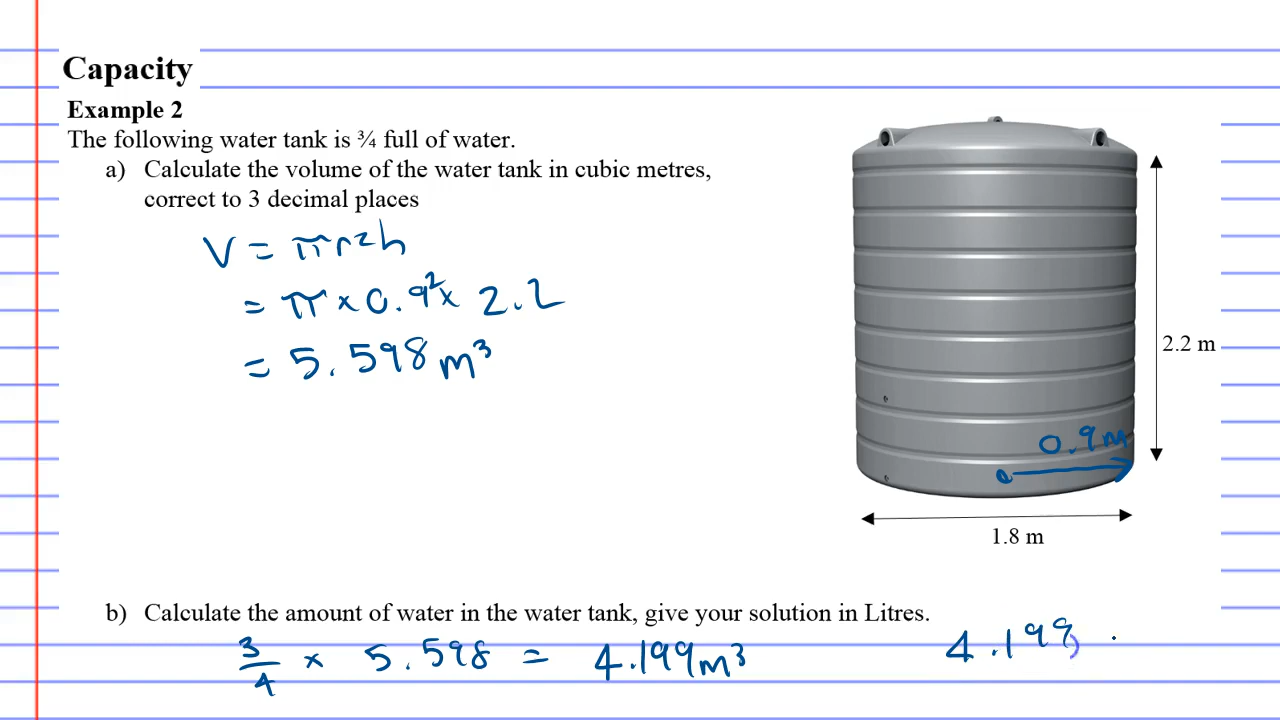 Capacity
Example 2
The following water tank is ¾ full of water.
a) Calculate the volume of the water tank in cubic metres,
correct to 3 decimal places
V = πr²h
= π × 0.9² × 2.2
= 5.598 m³
2.2 m
0.9 m
1.8 m
b) Calculate the amount of water in the water tank, give your solution in Litres.
3/4 × 5.598 = 4.199 m³ 4.199